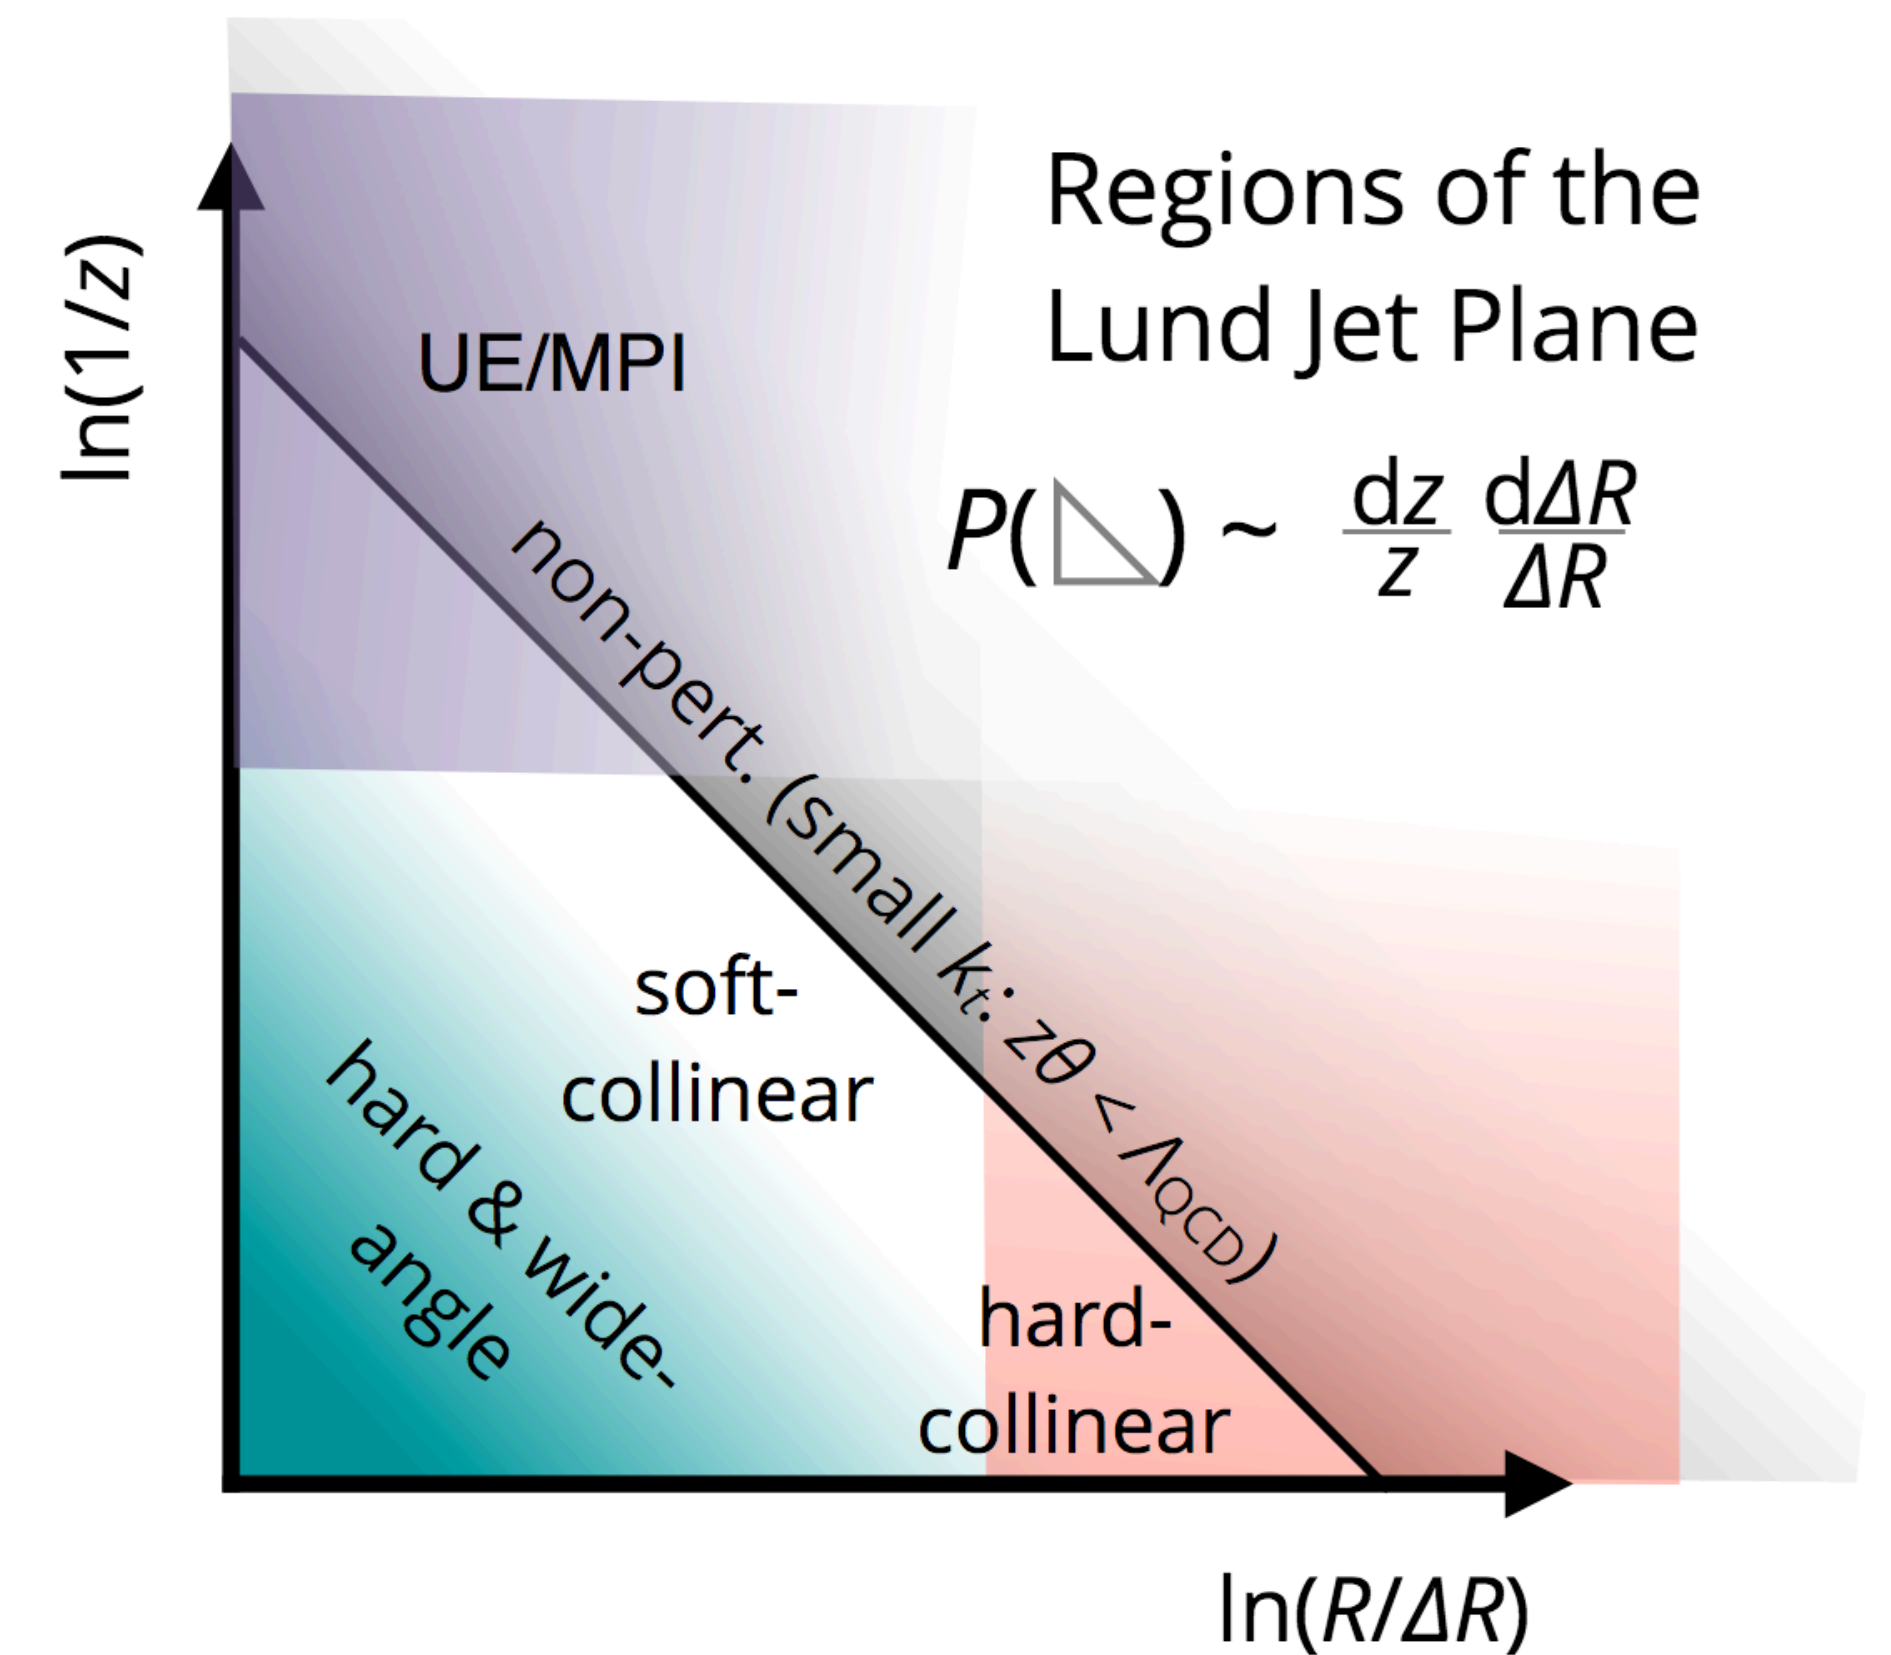 Regions of the
Lund Jet Plane
P(◺) ~ dz/z dΔR/ΔR
ln(1/z)
UE/MPI
non-pert. (small kₜ: zθ < Λ_QCD)
soft-
collinear
hard & wide-
angle
hard-
collinear
ln(R/ΔR)